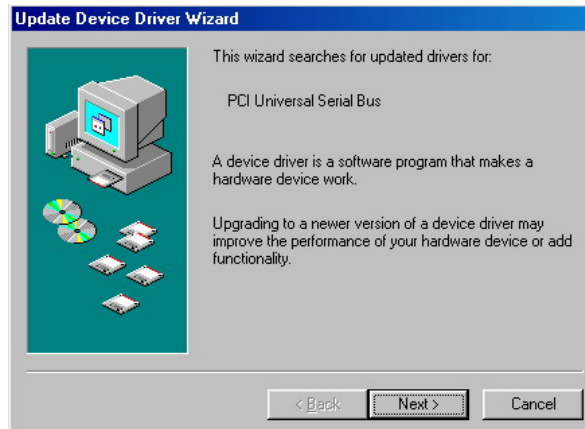 Update Device Driver Wizard
This wizard searches for updated drivers for:
PCI Universal Serial Bus
A device driver is a software program that makes a
hardware device work.
Upgrading to a newer version of a device driver may
improve the performance of your hardware device or add
functionality.
< Back
Next >
Cancel